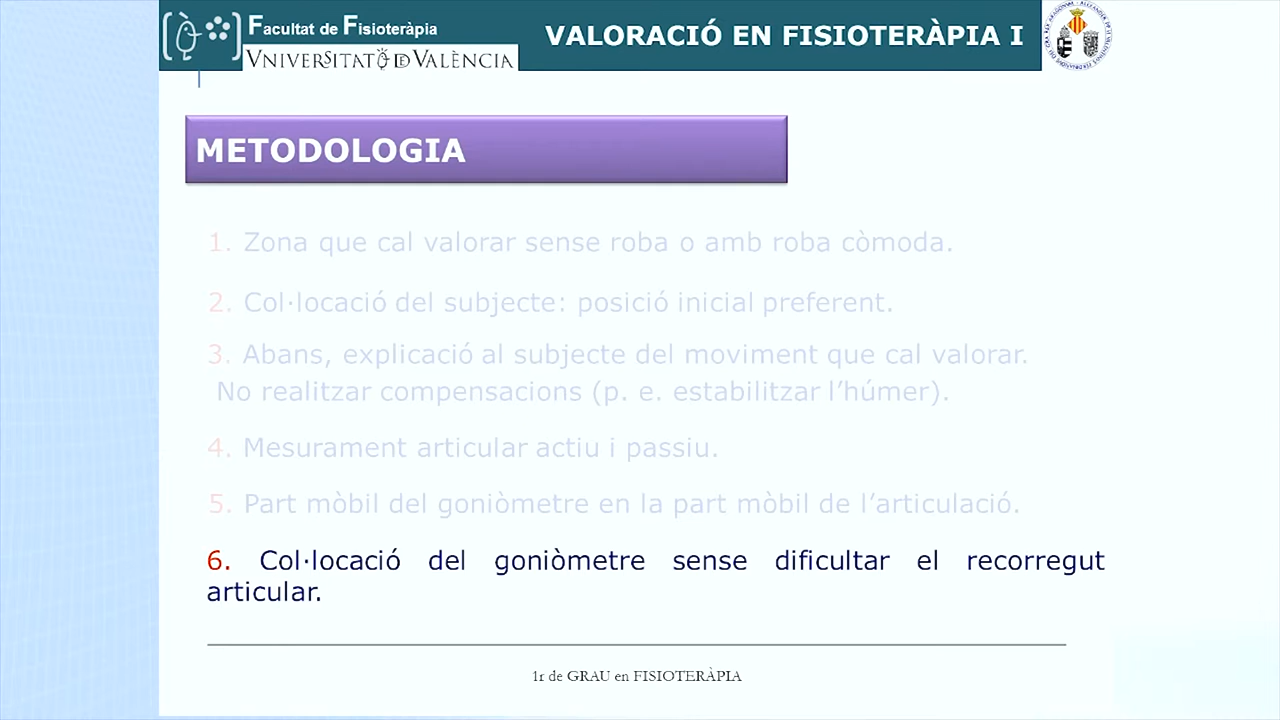 Facultat de Fisioteràpia
VNIVERSITAT DE VALÈNCIA
VALORACIÓ EN FISIOTERÀPIA I
METODOLOGIA
1. Zona que cal valorar sense roba o amb roba còmoda.
2. Col·locació del subjecte: posició inicial preferent.
3. Abans, explicació al subjecte del moviment que cal valorar.
No realitzar compensacions (p. e. estabilitzar l’húmer).
4. Mesurament articular actiu i passiu.
5. Part mòbil del goniòmetre en la part mòbil de l’articulació.
6. Col·locació del goniòmetre sense dificultar el recorregut
articular.
1r de GRAU en FISIOTERÀPIA